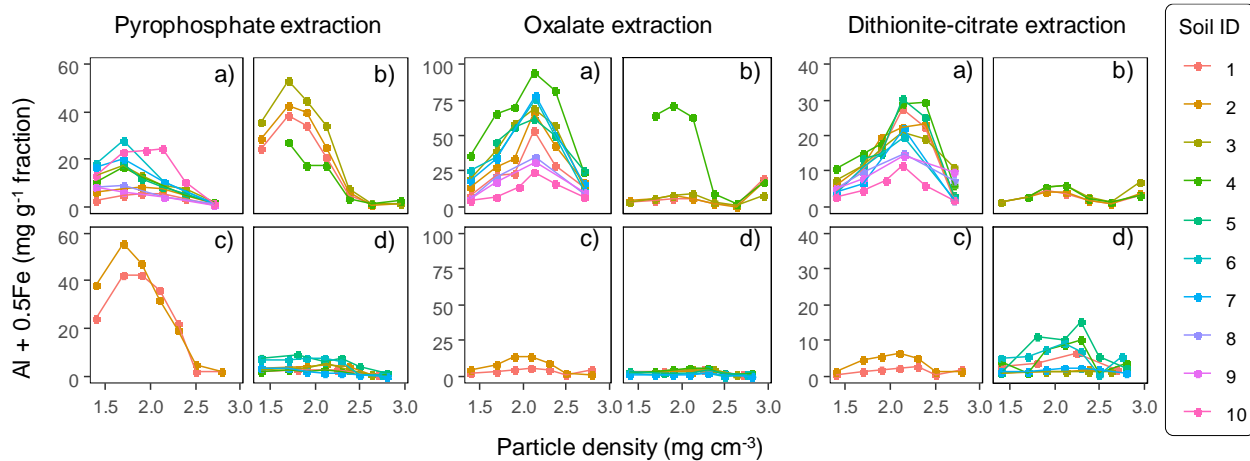 Pyrophosphate extraction
Oxalate extraction
Dithionite-citrate extraction
Soil ID
Al + 0.5Fe (mg g-1 fraction)
60
40
20
0
a)
b)
100
75
50
25
0
a)
b)
40
30
20
10
0
a)
b)
60
40
20
0
c)
d)
100
75
50
25
0
c)
d)
40
30
20
10
0
c)
d)
1.5 2.0 2.5 3.0 1.5 2.0 2.5 3.0 1.5 2.0 2.5 3.0 1.5 2.0 2.5 3.0 1.5 2.0 2.5 3.0 1.5 2.0 2.5 3.0
Particle density (mg cm-3)
1
2
3
4
5
6
7
8
9
10